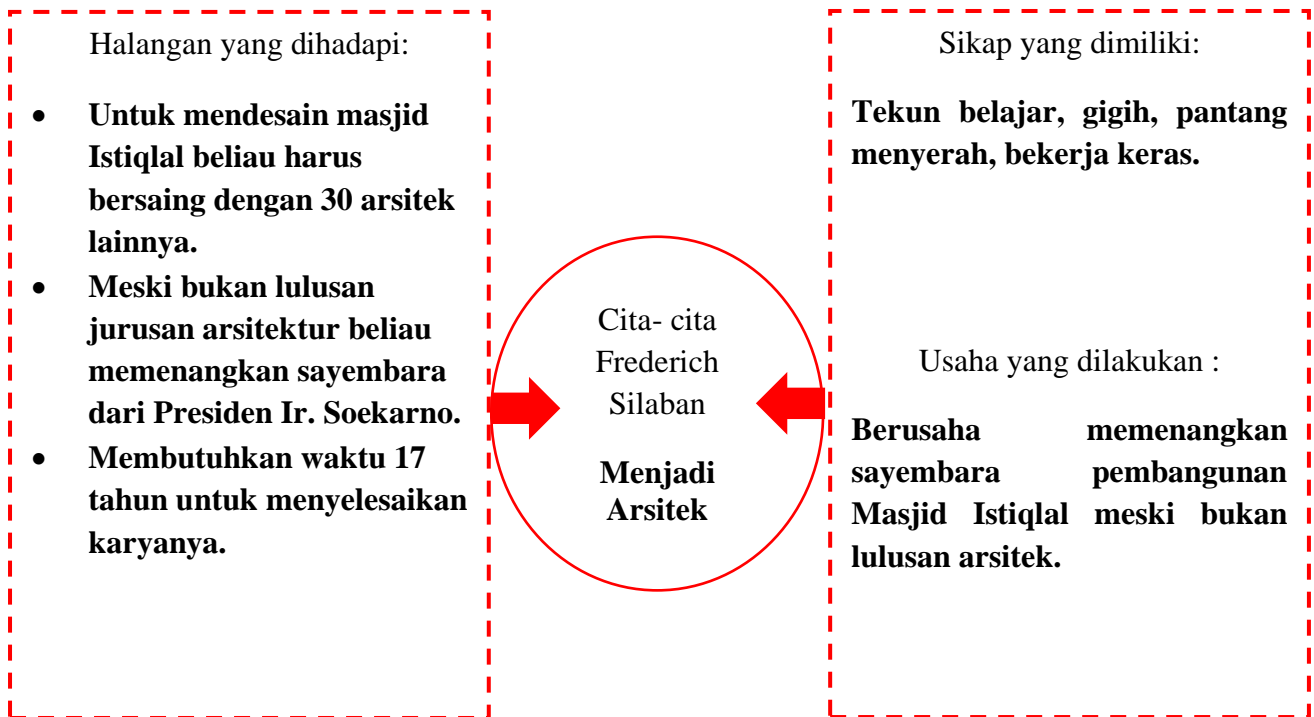 Halangan yang dihadapi:
• Untuk mendesain masjid
Istiqlal beliau harus
bersaing dengan 30 arsitek
lainnya.
• Meski bukan lulusan
jurusan arsitektur beliau
memenangkan sayembara
dari Presiden Ir. Soekarno.
• Membutuhkan waktu 17
tahun untuk menyelesaikan
karyanya.
Cita- cita
Frederich
Silaban
Menjadi
Arsitek
Sikap yang dimiliki:
Tekun belajar, gigih, pantang
menyerah, bekerja keras.
Usaha yang dilakukan :
Berusaha memenangkan
sayembara pembangunan
Masjid Istiqlal meski bukan
lulusan arsitek.